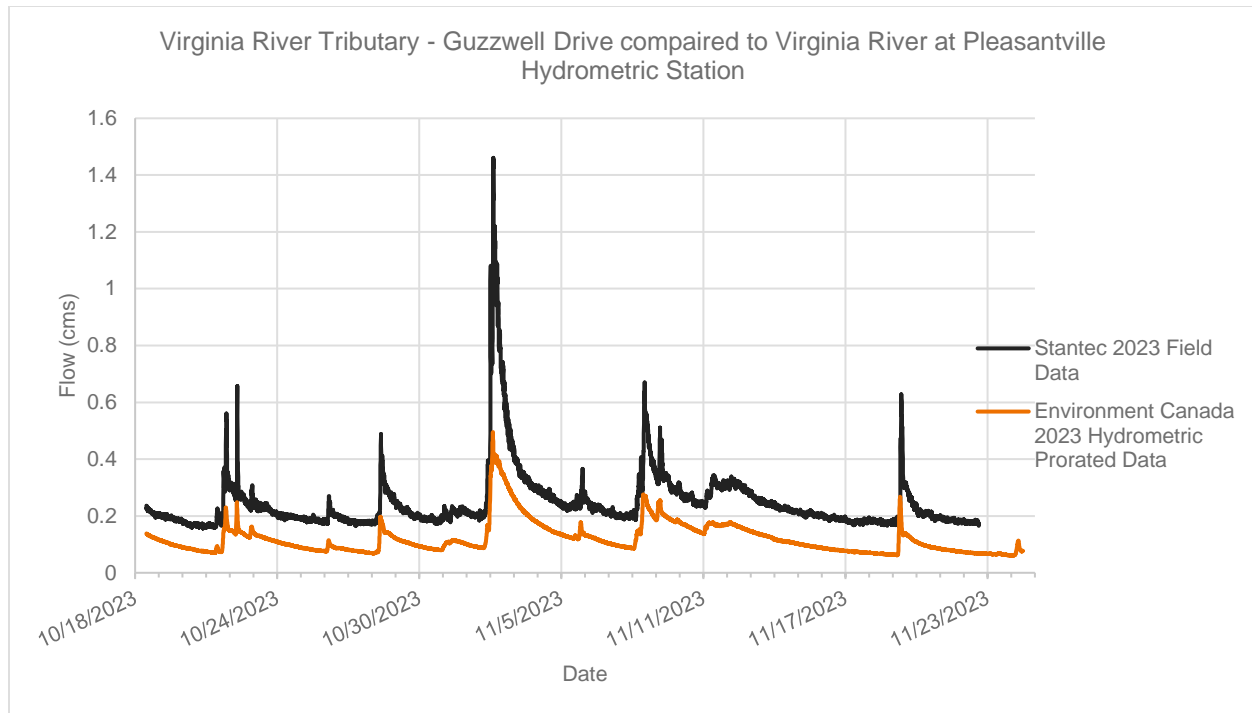 Virginia River Tributary - Guzzwell Drive compaired to Virginia River at Pleasantville
Hydrometric Station
1.6
1.4
1.2
1
0.8
0.6
0.4
0.2
0
Flow (cms)
10/18/2023
10/24/2023
10/30/2023
11/5/2023
11/11/2023
11/17/2023
11/23/2023
Date
Stantec 2023 Field
Data
Environment Canada
2023 Hydrometric
Prorated Data